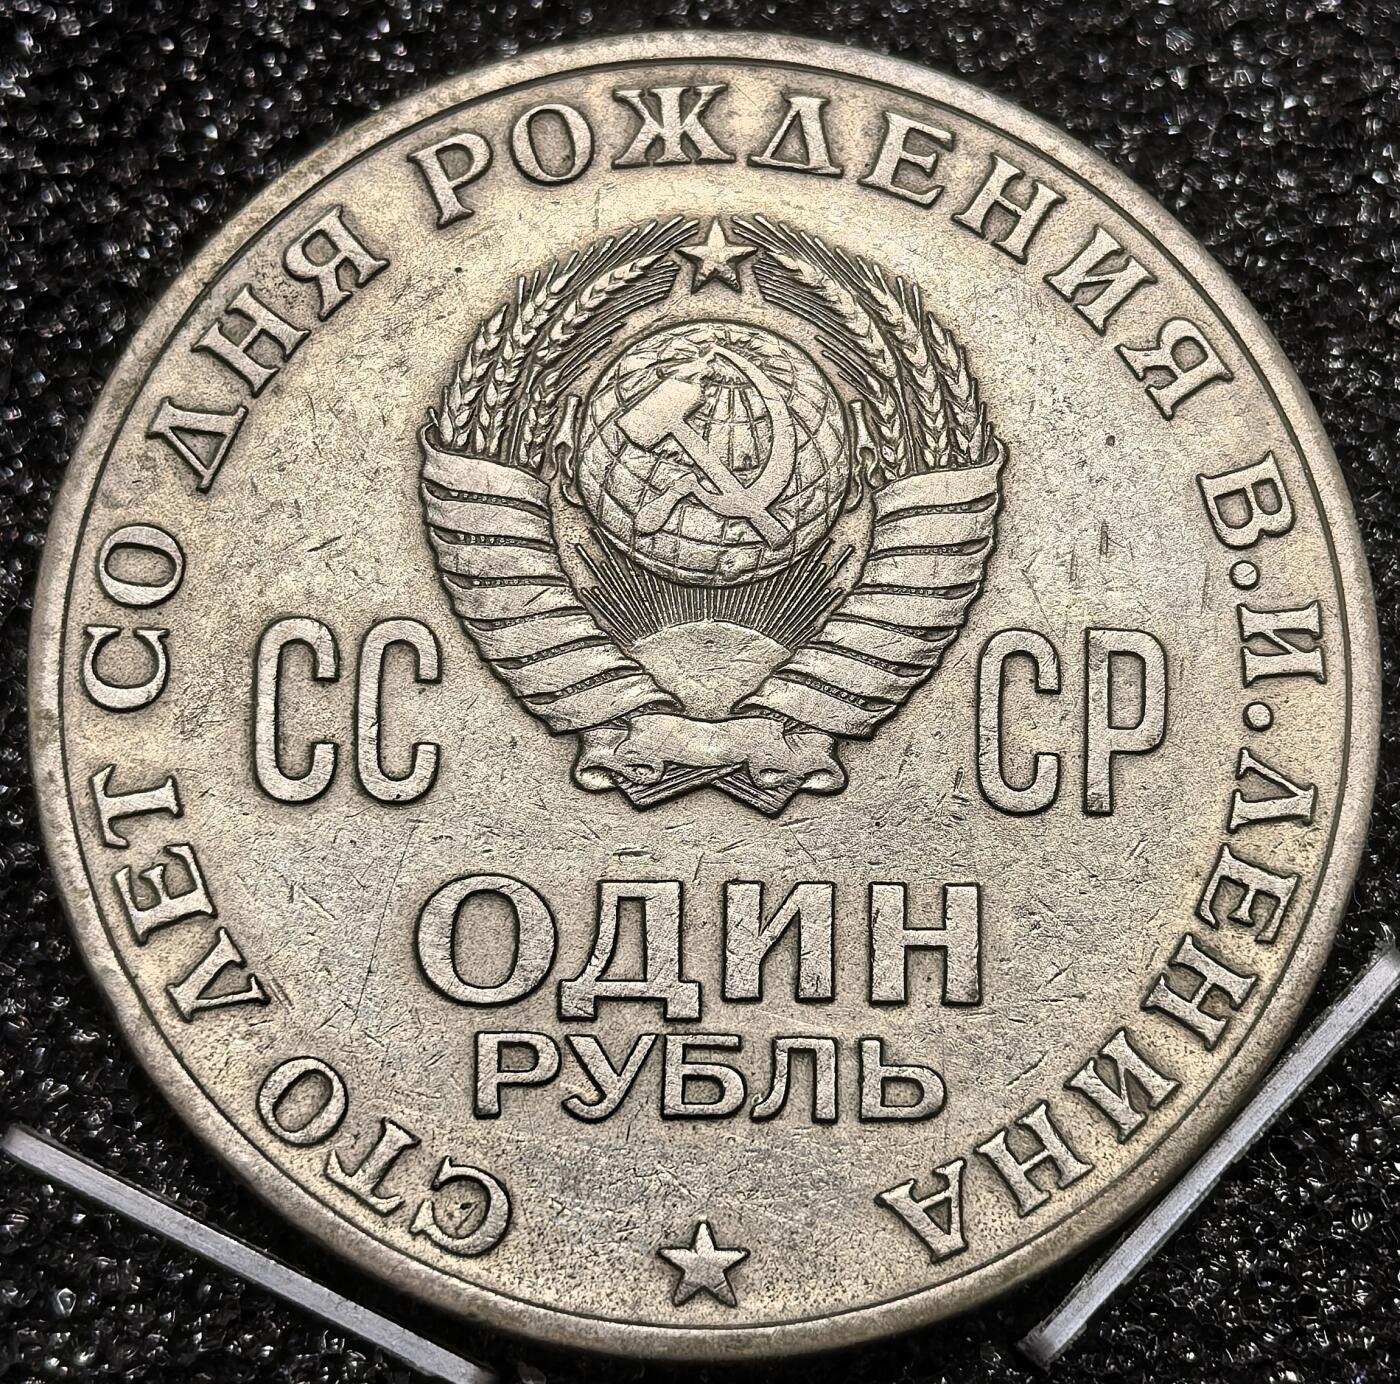 СТО ЛЕТ СО ДНЯ РОЖДЕНИЯ В.И.ЛЕНИНА
СС СР
ОДИН
РУБЛЬ